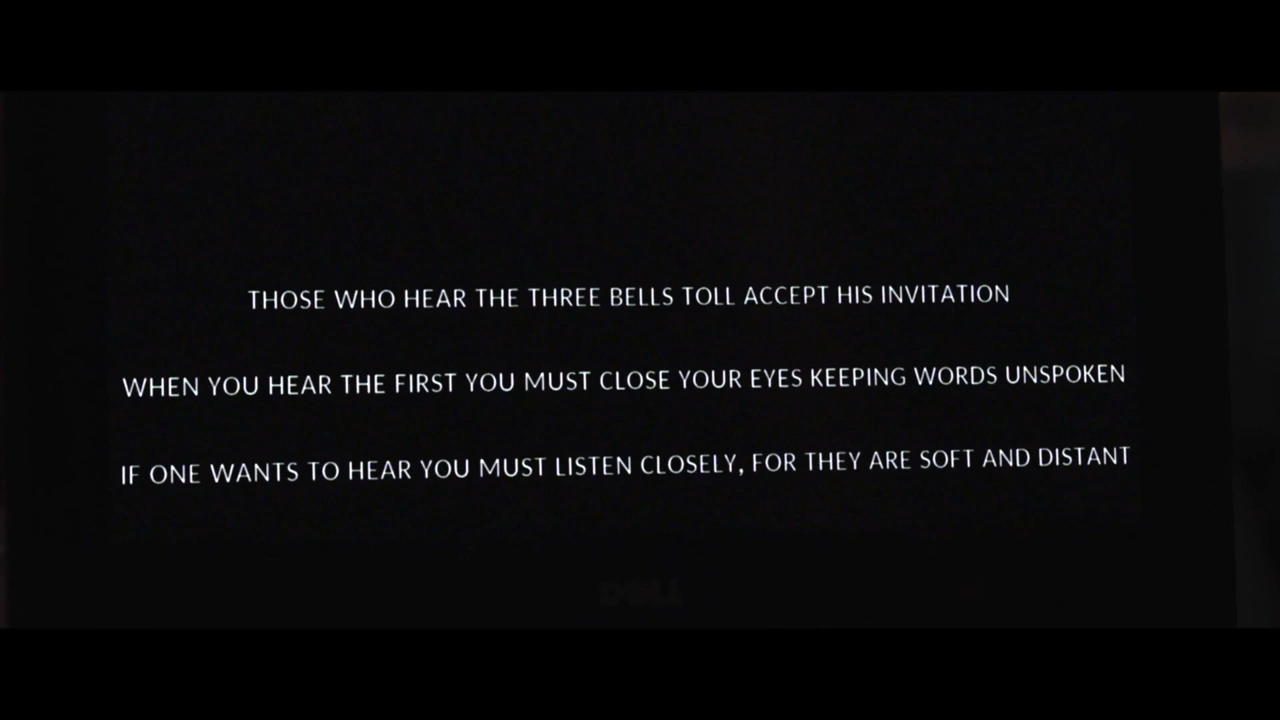 THOSE WHO HEAR THE THREE BELLS TOLL ACCEPT HIS INVITATION
WHEN YOU HEAR THE FIRST YOU MUST CLOSE YOUR EYES KEEPING WORDS UNSPOKEN
IF ONE WANTS TO HEAR YOU MUST LISTEN CLOSELY, FOR THEY ARE SOFT AND DISTANT
DELL